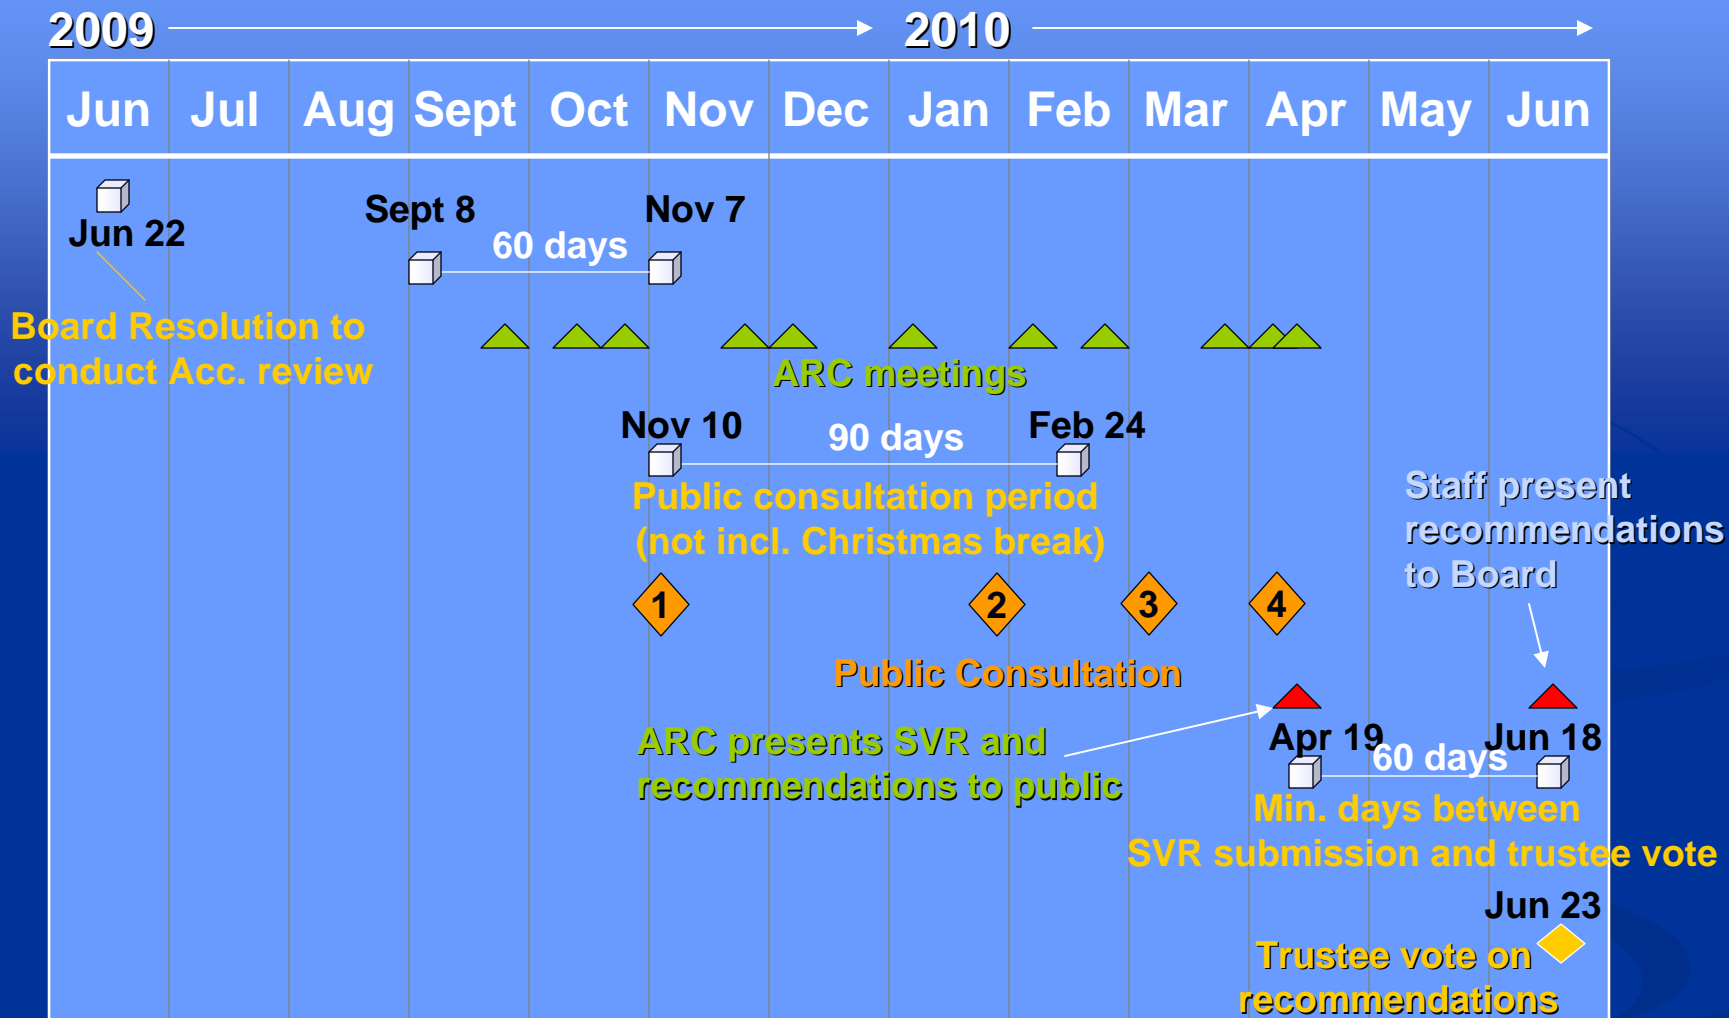 2009 2010
Jun Jul Aug Sept Oct Nov Dec Jan Feb Mar Apr May Jun
Jun 22
Board Resolution to
conduct Acc. review
Sept 8 Nov 7
60 days
ARC meetings
Nov 10 Feb 24
90 days
Public consultation period
(not incl. Christmas break)
Staff present
recommendations
to Board
1 2 3 4
Public Consultation
ARC presents SVR and
recommendations to public
Apr 19 Jun 18
60 days
Min. days between
SVR submission and trustee vote
Jun 23
Trustee vote on
recommendations